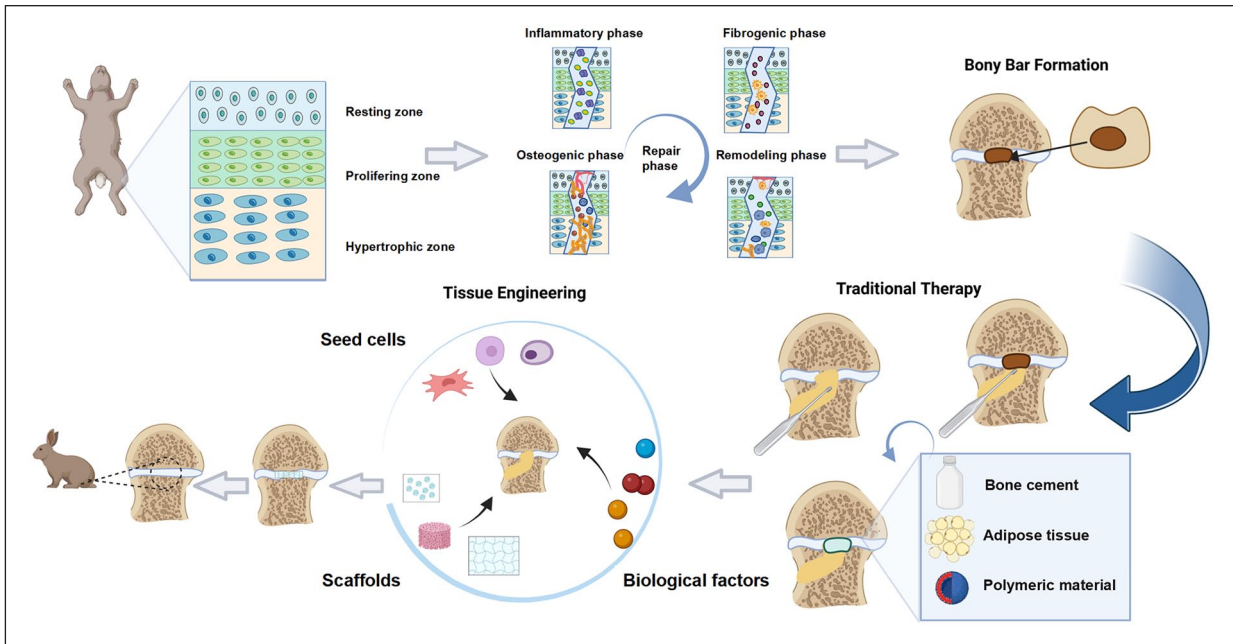 Inflammatory phase
Fibrogenic phase
Bony Bar Formation
Resting zone
Prolifering zone
Hypertrophic zone
Osteogenic phase
Repair
phase
Remodeling phase
Tissue Engineering
Traditional Therapy
Seed cells
Scaffolds
Biological factors
Bone cement
Adipose tissue
Polymeric material